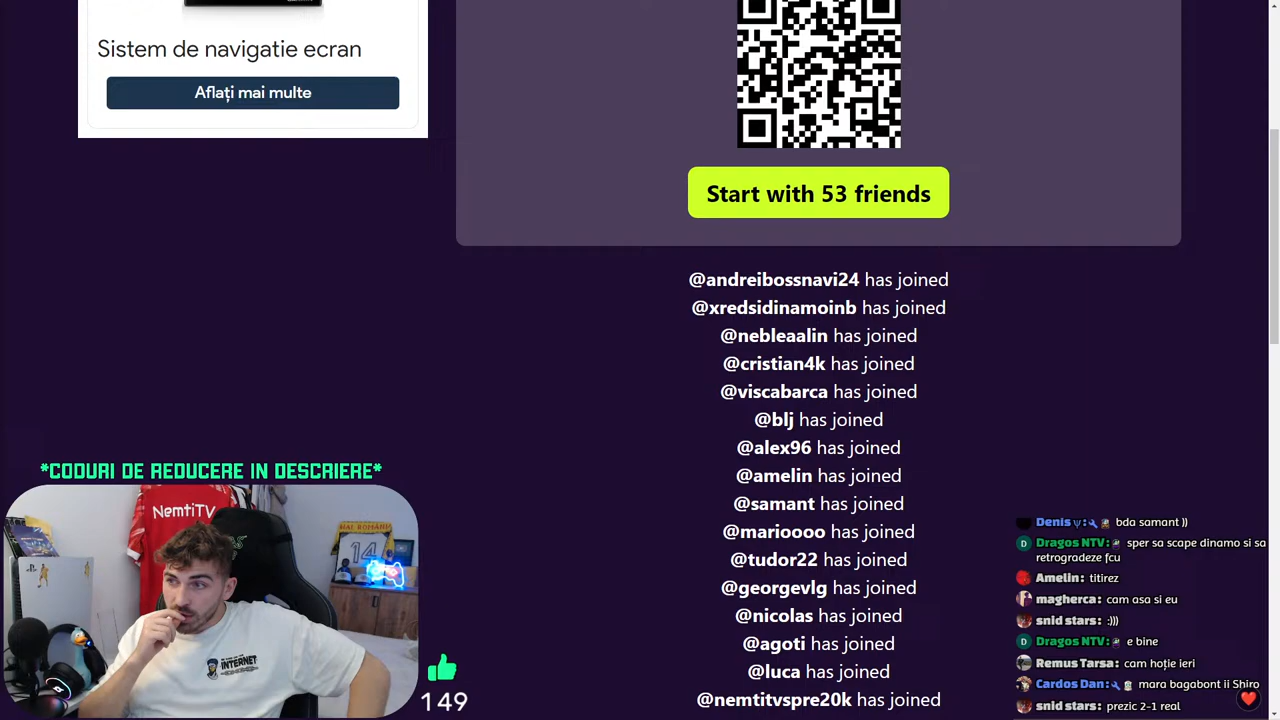 Sistem de navigatie ecran
Aflați mai multe
Start with 53 friends
@andreibossnavi24 has joined
@xredsidinamoinb has joined
@nebleaalin has joined
@cristian4k has joined
@viscabarca has joined
@blj has joined
@alex96 has joined
@amelin has joined
@samant has joined
@marioooo has joined
@tudor22 has joined
@georgevlg has joined
@nicolas has joined
@agoti has joined
@luca has joined
@nemtitvspre20k has joined
*CODURI DE REDUCERE IN DESCRIERE*
NemtiTV
14
INTERNET
149
Denis Ψ: bda samant ))
D Dragos NTV: sper sa scape dinamo si sa
retrogradeze fcu
Amelin: titirez
magherca: cam asa si eu
snid stars: :)))
D Dragos NTV: e bine
Remus Tarsa: cam hoție ieri
Cardos Dan: mara bagabont ii Shiro
snid stars: prezic 2-1 real